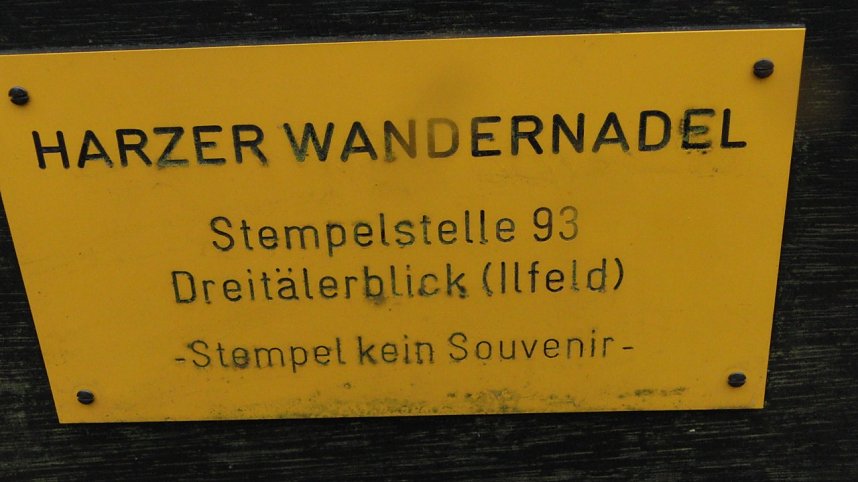 HARZER WANDERNADEL
Stempelstelle 93
Dreitälerblick (Ilfeld)
-Stempel kein Souvenir-